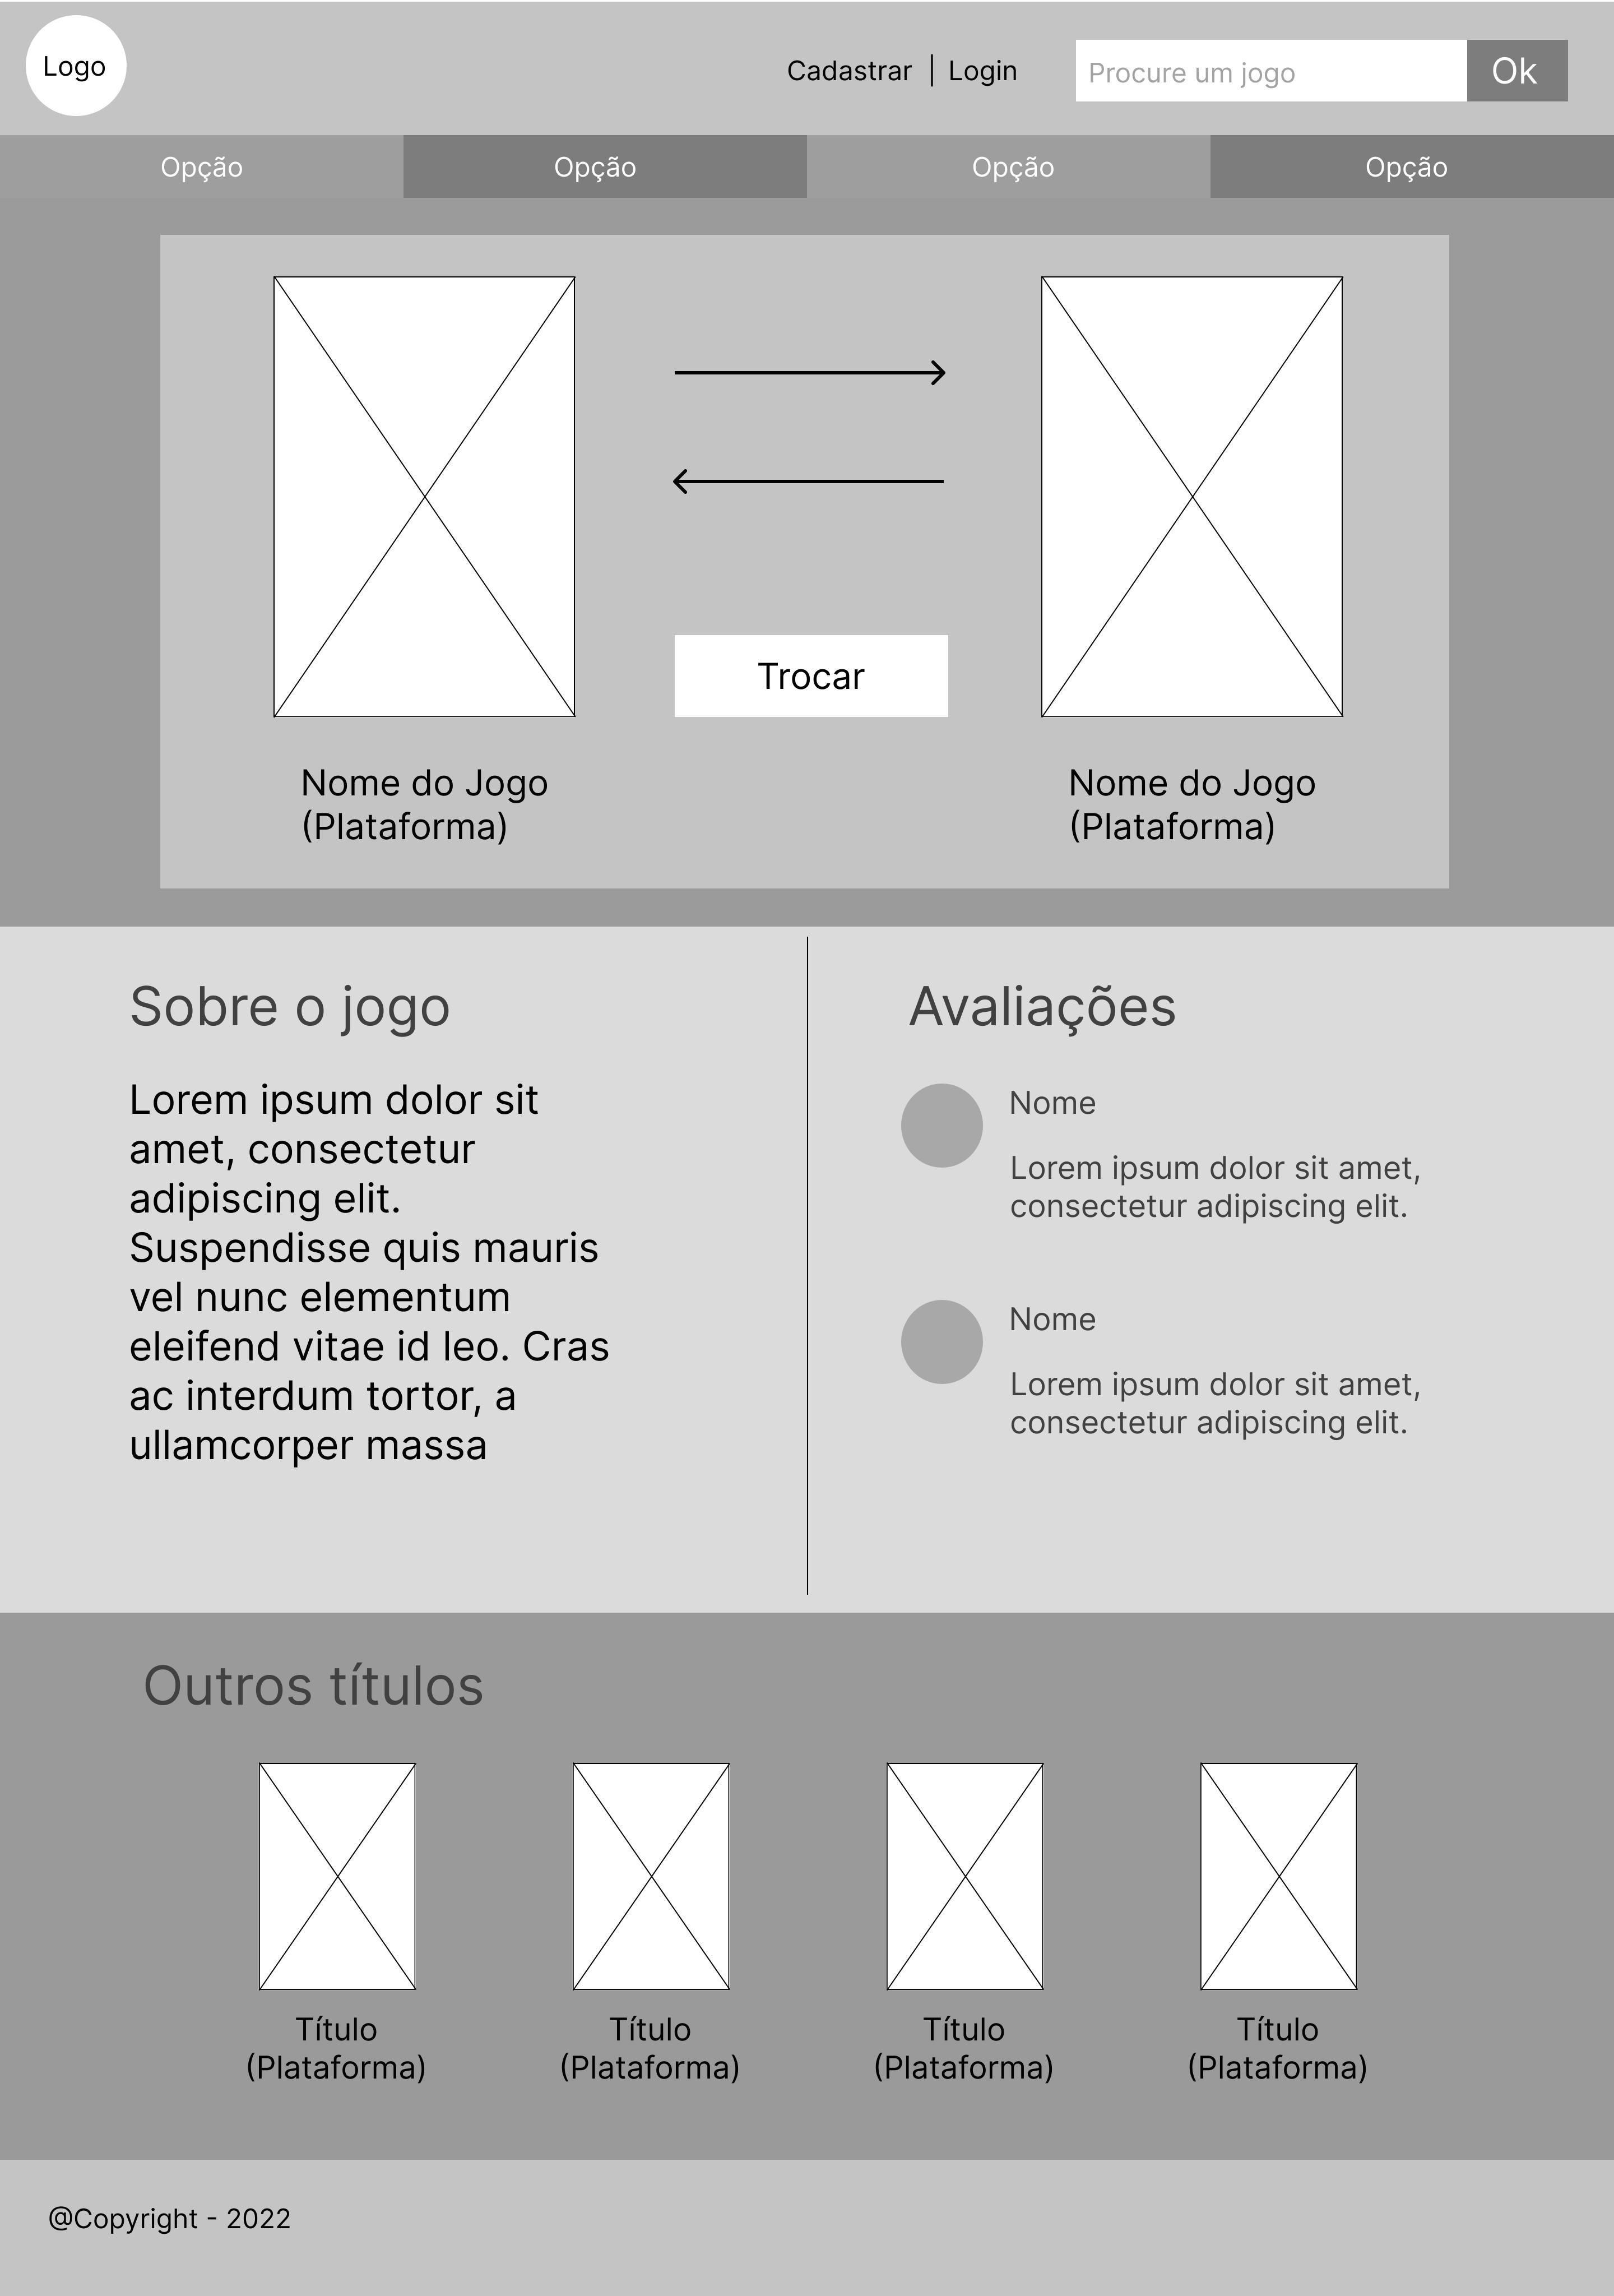 Logo
Cadastrar | Login
Procure um jogo
Ok
Opção
Opção
Opção
Opção
Trocar
Nome do Jogo
(Plataforma)
Nome do Jogo
(Plataforma)
Sobre o jogo
Lorem ipsum dolor sit
amet, consectetur
adipiscing elit.
Suspendisse quis mauris
vel nunc elementum
eleifend vitae id leo. Cras
ac interdum tortor, a
ullamcorper massa
Avaliações
Nome
Lorem ipsum dolor sit amet,
consectetur adipiscing elit.
Nome
Lorem ipsum dolor sit amet,
consectetur adipiscing elit.
Outros títulos
Título
(Plataforma)
Título
(Plataforma)
Título
(Plataforma)
Título
(Plataforma)
@Copyright - 2022